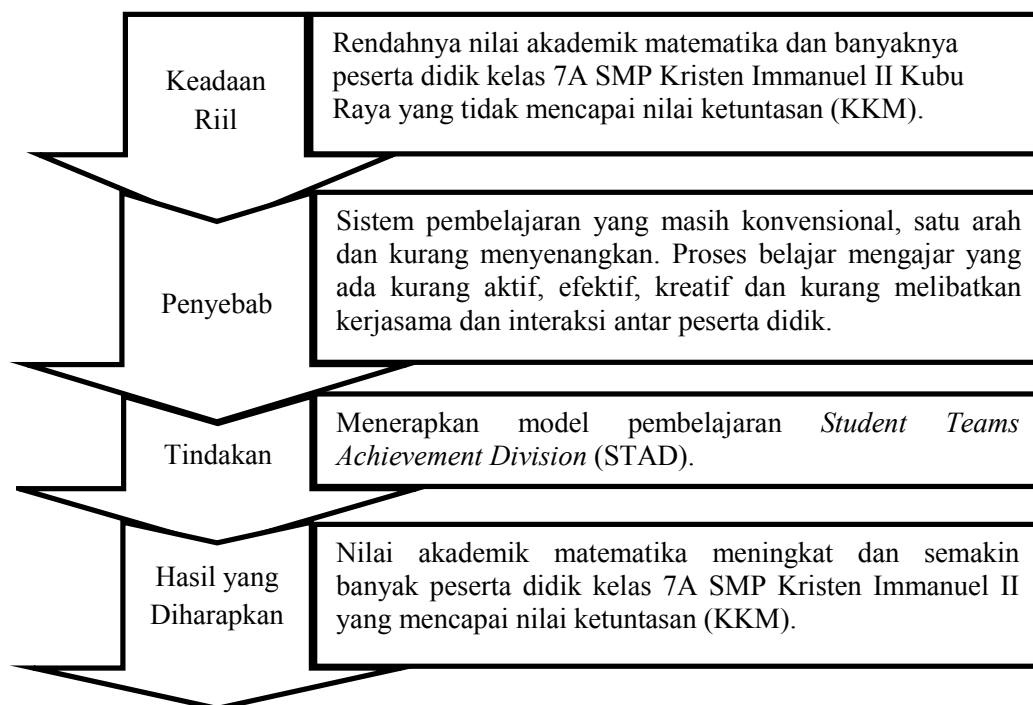 Keadaan
Riil
Rendahnya nilai akademik matematika dan banyaknya
peserta didik kelas 7A SMP Kristen Immanuel II Kubu
Raya yang tidak mencapai nilai ketuntasan (KKM).
Penyebab
Sistem pembelajaran yang masih konvensional, satu arah
dan kurang menyenangkan. Proses belajar mengajar yang
ada kurang aktif, efektif, kreatif dan kurang melibatkan
kerjasama dan interaksi antar peserta didik.
Tindakan
Menerapkan model pembelajaran Student Teams
Achievement Division (STAD).
Hasil yang
Diharapkan
Nilai akademik matematika meningkat dan semakin
banyak peserta didik kelas 7A SMP Kristen Immanuel II
yang mencapai nilai ketuntasan (KKM).